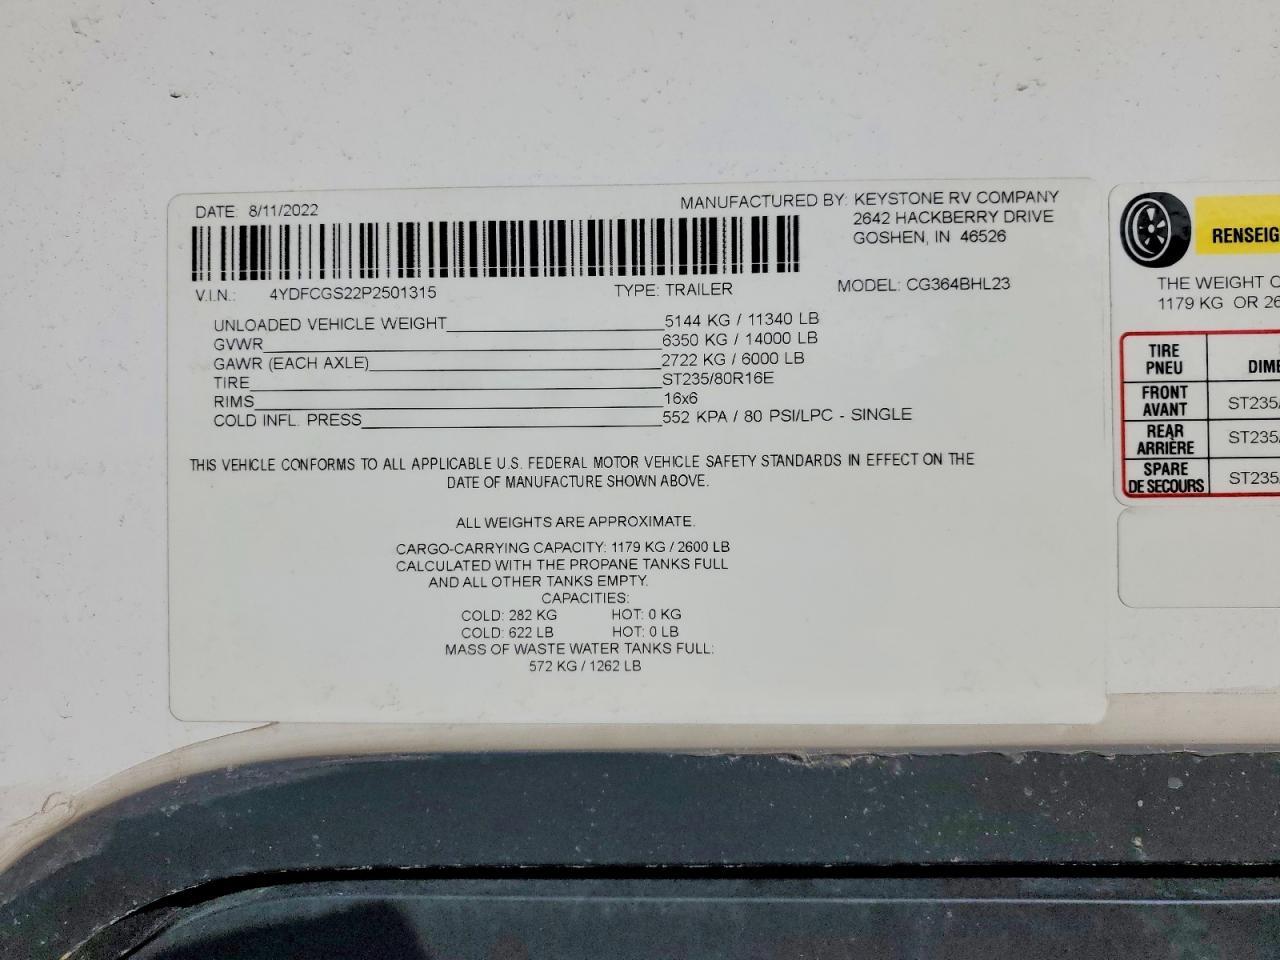 DATE: 8/11/2022
MANUFACTURED BY: KEYSTONE RV COMPANY
2642 HACKBERRY DRIVE
GOSHEN, IN 46526
V.I.N.: 4YDFCGS22P2501315 TYPE: TRAILER MODEL: CG364BHL23
UNLOADED VEHICLE WEIGHT 5144 KG / 11340 LB
GVWR 6350 KG / 14000 LB
GAWR (EACH AXLE) 2722 KG / 6000 LB
TIRE ST235/80R16E
RIMS 16x6
COLD INFL. PRESS 552 KPA / 80 PSI/LPC - SINGLE
THIS VEHICLE CONFORMS TO ALL APPLICABLE U.S. FEDERAL MOTOR VEHICLE SAFETY STANDARDS IN EFFECT ON THE
DATE OF MANUFACTURE SHOWN ABOVE.
ALL WEIGHTS ARE APPROXIMATE.
CARGO-CARRYING CAPACITY: 1179 KG / 2600 LB
CALCULATED WITH THE PROPANE TANKS FULL
AND ALL OTHER TANKS EMPTY.
CAPACITIES:
COLD: 282 KG HOT: 0 KG
COLD: 622 LB HOT: 0 LB
MASS OF WASTE WATER TANKS FULL:
572 KG / 1262 LB
RENSEIG
THE WEIGHT O
1179 KG OR 26
TIRE
PNEU
DIME
FRONT
AVANT
ST235/
REAR
ARRIÈRE
ST235/
SPARE
DE SECOURS
ST235/